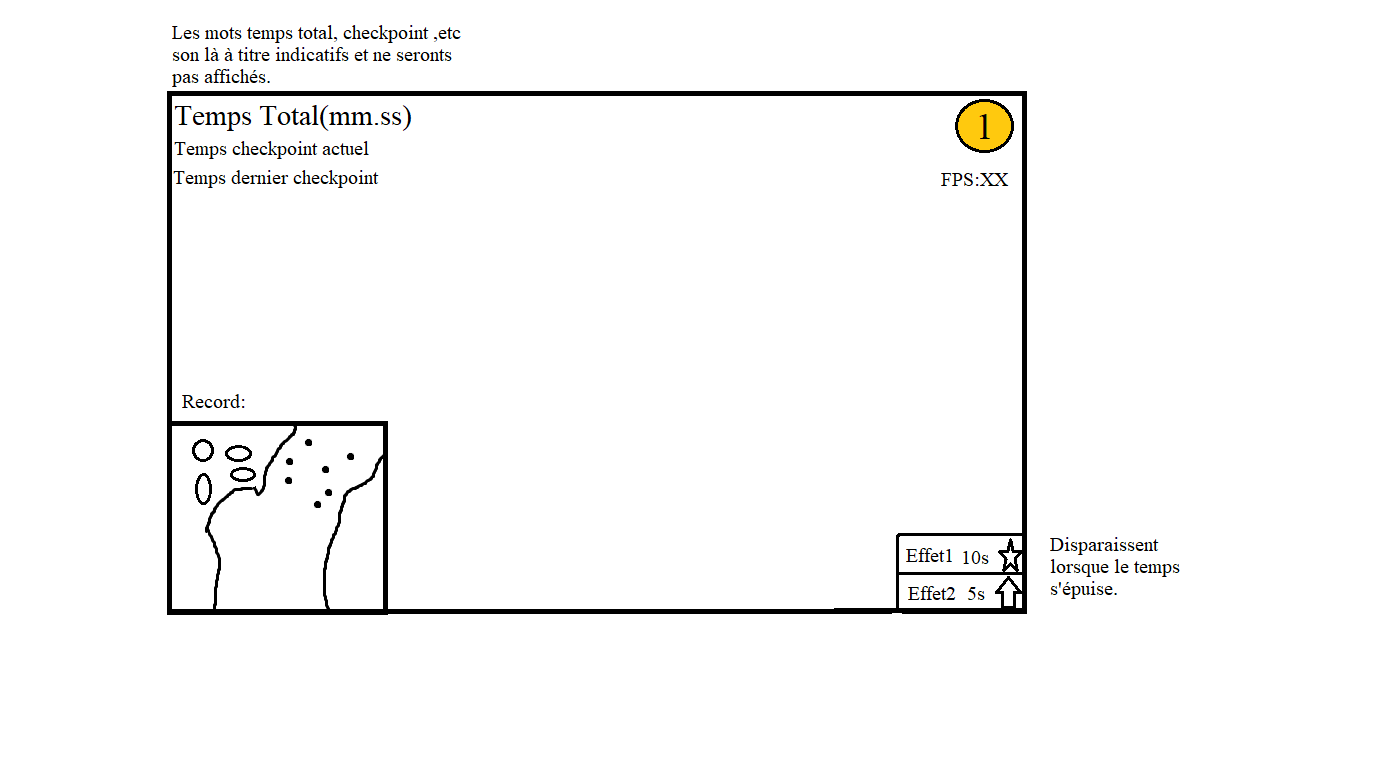 Les mots temps total, checkpoint ,etc
son là à titre indicatifs et ne seronts
pas affichés.
Temps Total(mm.ss)
1
Temps checkpoint actuel
Temps dernier checkpoint
FPS:XX
Record:
Effet1 10s
Effet2 5s
Disparaissent
lorsque le temps
s'épuise.